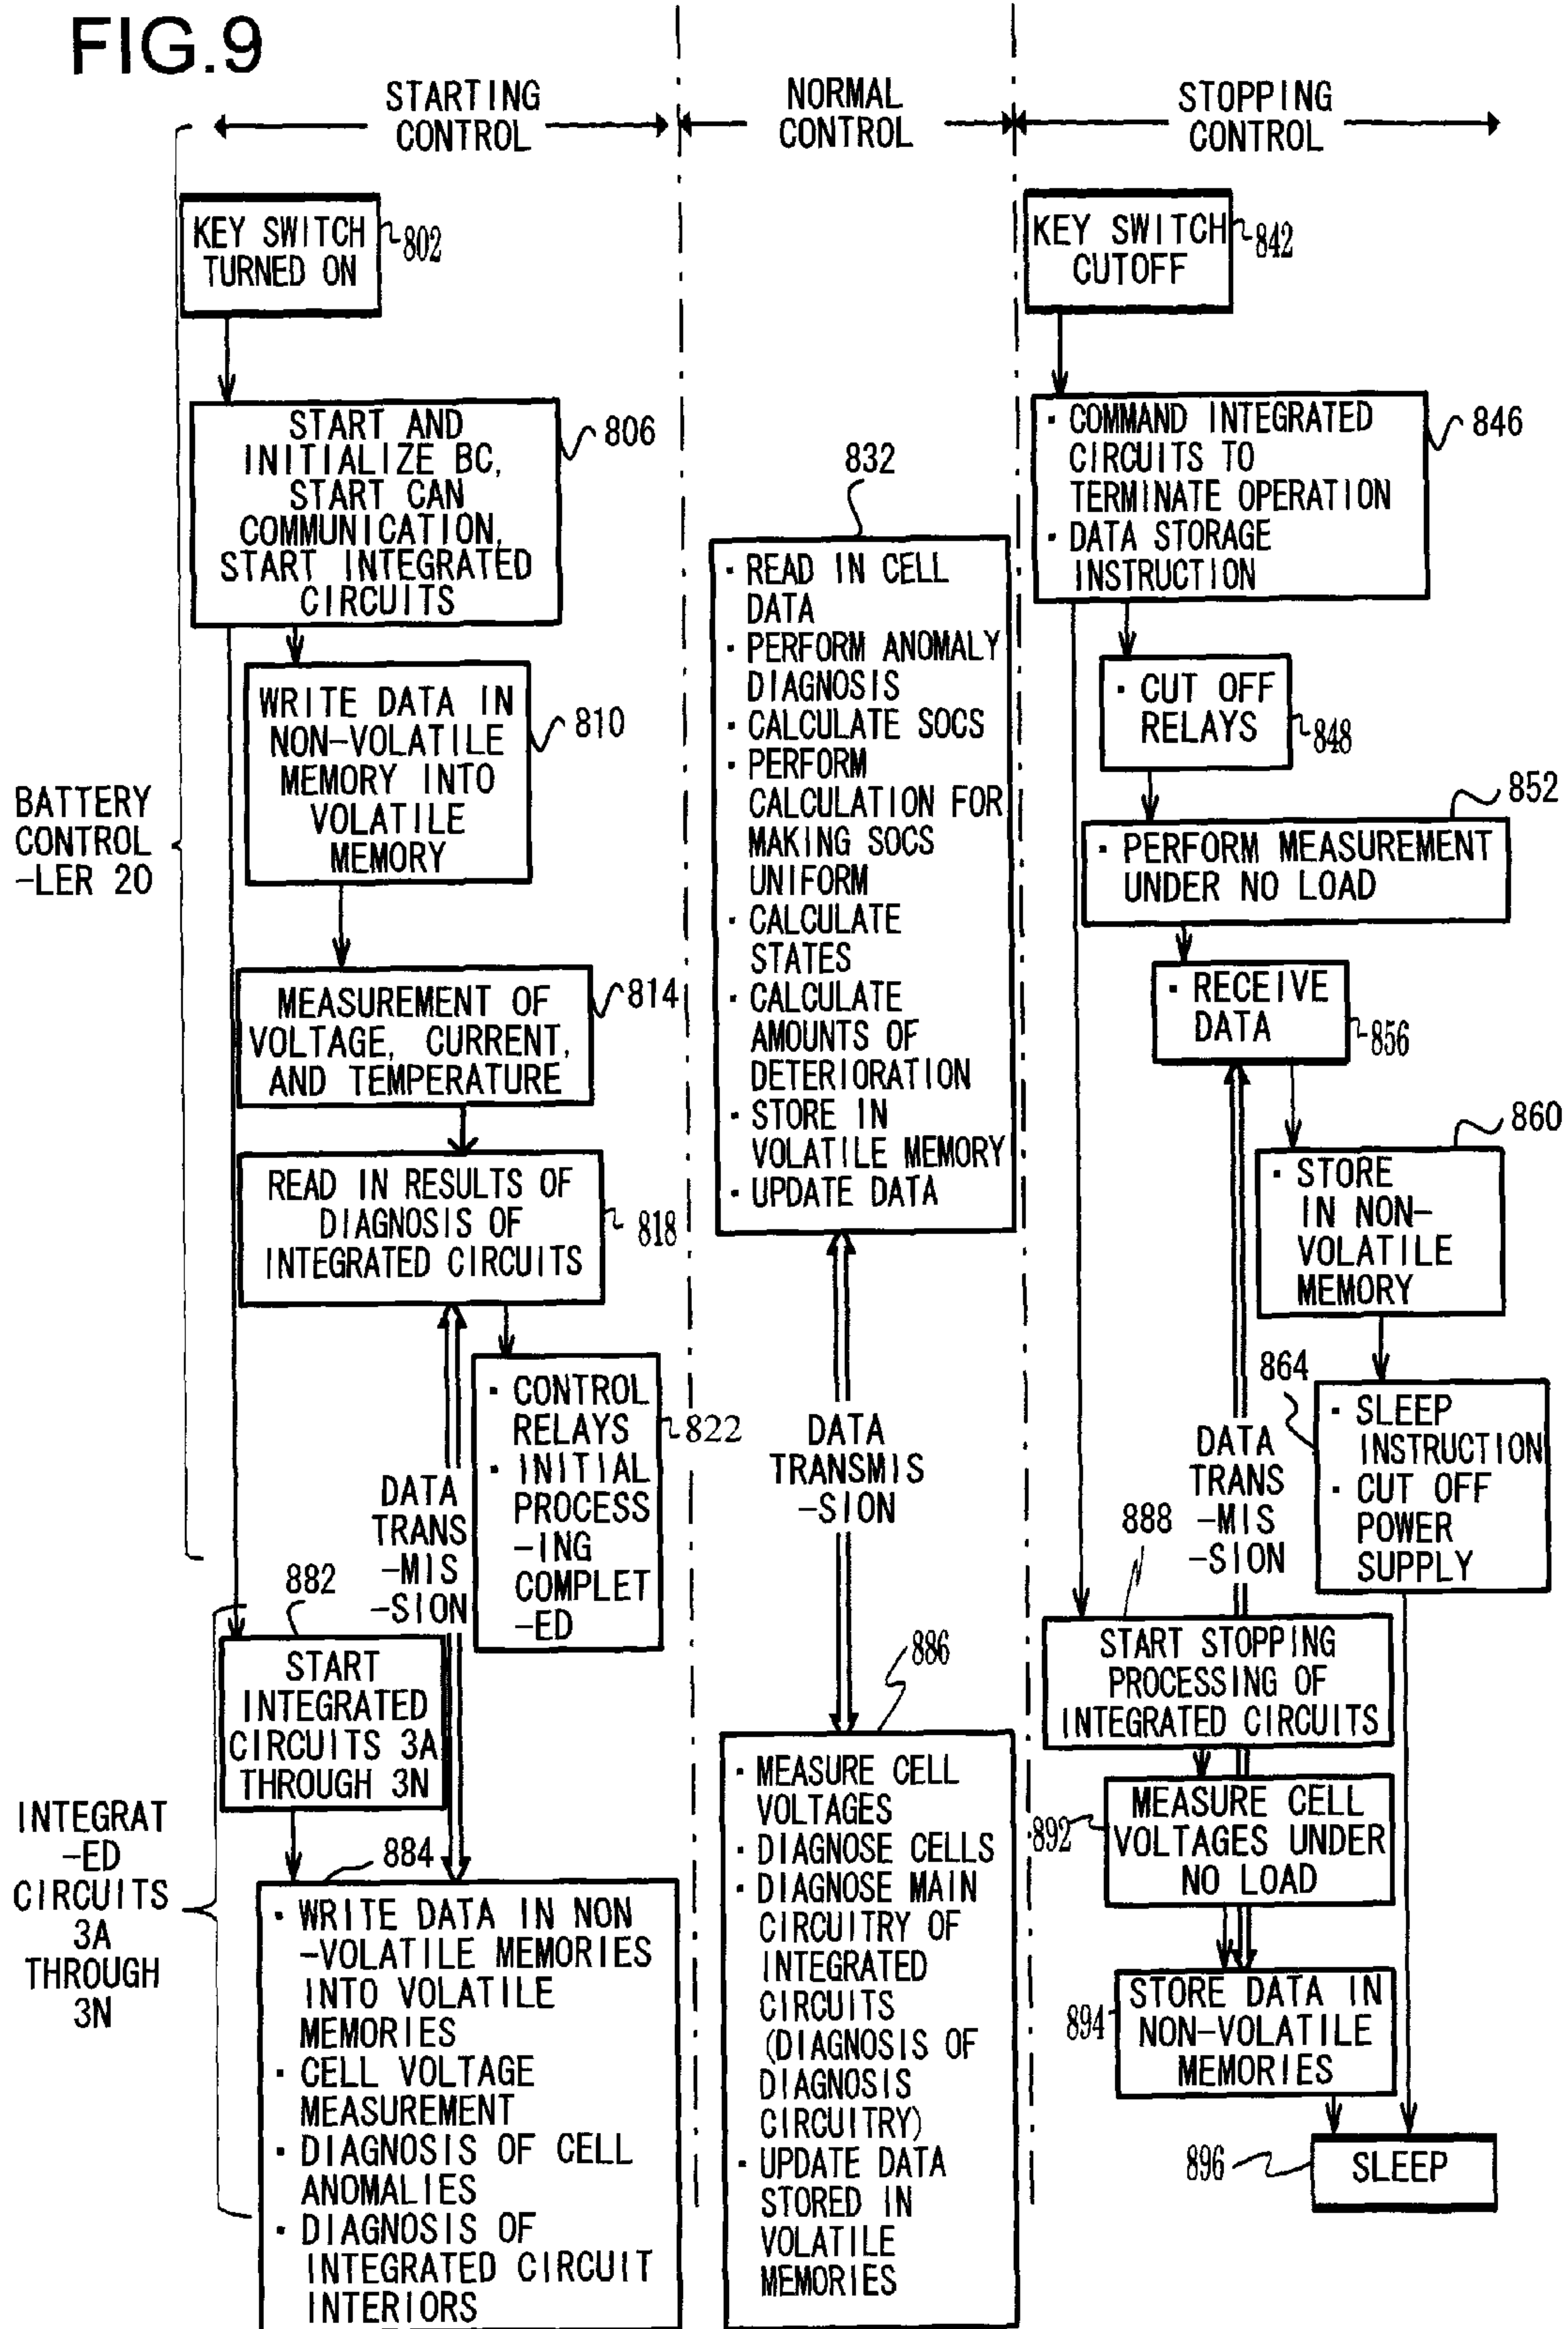 FIG.9
STARTING
CONTROL
NORMAL
CONTROL
STOPPING
CONTROL
BATTERY
CONTROL
-LER 20
KEY SWITCH
TURNED ON
802
START AND
INITIALIZE BC,
START CAN
COMMUNICATION,
START INTEGRATED
CIRCUITS
806
WRITE DATA IN
NON-VOLATILE
MEMORY INTO
VOLATILE
MEMORY
810
MEASUREMENT OF
VOLTAGE, CURRENT,
AND TEMPERATURE
814
READ IN RESULTS OF
DIAGNOSIS OF
INTEGRATED CIRCUITS
818
· CONTROL
RELAYS
· INITIAL
PROCESS
-ING
COMPLET
-ED
822
DATA
TRANS
-MIS
-SION
832
· READ IN CELL
DATA
· PERFORM ANOMALY
DIAGNOSIS
· CALCULATE SOCS
· PERFORM
CALCULATION FOR
MAKING SOCS
UNIFORM
· CALCULATE
STATES
· CALCULATE
AMOUNTS OF
DETERIORATION
· STORE IN
VOLATILE MEMORY
· UPDATE DATA
DATA
TRANSMIS
-SION
KEY SWITCH
CUTOFF
842
· COMMAND INTEGRATED
CIRCUITS TO
TERMINATE OPERATION
· DATA STORAGE
INSTRUCTION
846
· CUT OFF
RELAYS
848
· PERFORM MEASUREMENT
UNDER NO LOAD
852
· RECEIVE
DATA
856
· STORE
IN NON-
VOLATILE
MEMORY
860
864
· SLEEP
INSTRUCTION
· CUT OFF
POWER
SUPPLY
DATA
TRANS
-MIS
-SION
INTEGRAT
-ED
CIRCUITS
3A
THROUGH
3N
882
START
INTEGRATED
CIRCUITS 3A
THROUGH 3N
884
· WRITE DATA IN NON
-VOLATILE MEMORIES
INTO VOLATILE
MEMORIES
· CELL VOLTAGE
MEASUREMENT
· DIAGNOSIS OF CELL
ANOMALIES
· DIAGNOSIS OF
INTEGRATED CIRCUIT
INTERIORS
886
· MEASURE CELL
VOLTAGES
· DIAGNOSE CELLS
· DIAGNOSE MAIN
CIRCUITRY OF
INTEGRATED
CIRCUITS
(DIAGNOSIS OF
DIAGNOSIS
CIRCUITRY)
· UPDATE DATA
STORED IN
VOLATILE
MEMORIES
888
START STOPPING
PROCESSING OF
INTEGRATED CIRCUITS
892
MEASURE CELL
VOLTAGES UNDER
NO LOAD
894
STORE DATA IN
NON-VOLATILE
MEMORIES
896
SLEEP